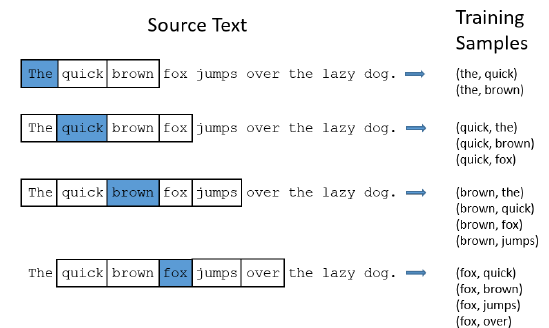 Source Text
Training
Samples
The quick brown fox jumps over the lazy dog.
(the, quick)
(the, brown)
The quick brown fox jumps over the lazy dog.
(quick, the)
(quick, brown)
(quick, fox)
The quick brown fox jumps over the lazy dog.
(brown, the)
(brown, quick)
(brown, fox)
(brown, jumps)
The quick brown fox jumps over the lazy dog.
(fox, quick)
(fox, brown)
(fox, jumps)
(fox, over)